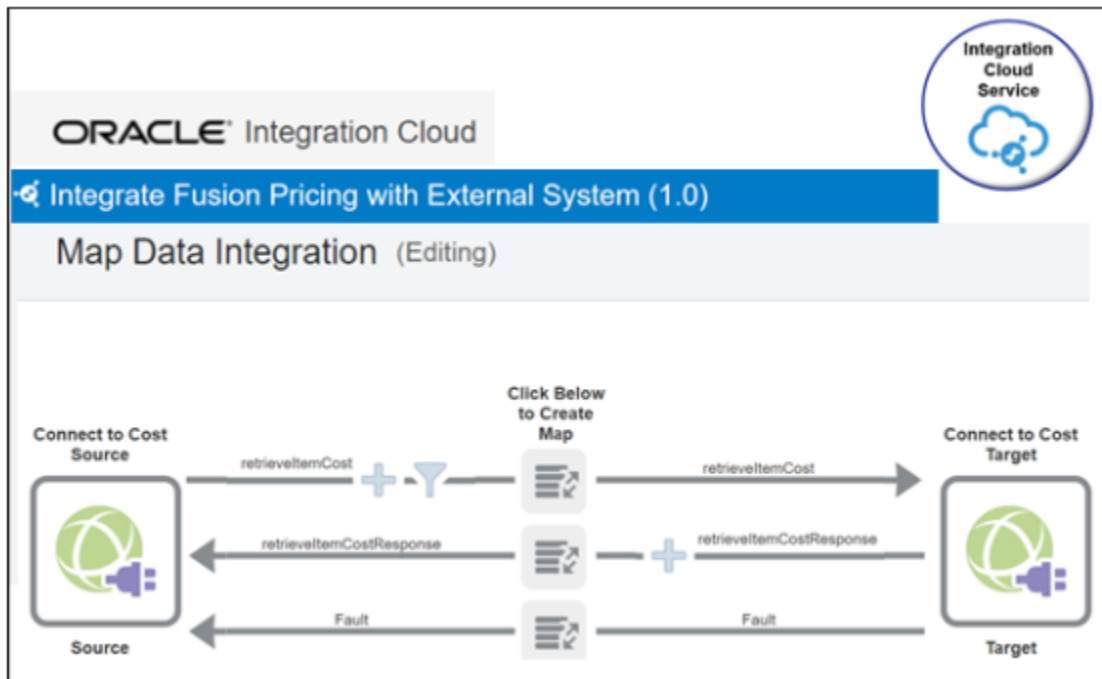 Integration
Cloud
Service
ORACLE® Integration Cloud
Integrate Fusion Pricing with External System (1.0)
Map Data Integration (Editing)
Click Below
to Create
Map
Connect to Cost
Source
Connect to Cost
Target
retrieveItemCost
retrieveItemCost
retrieveItemCostResponse
retrieveItemCostResponse
Fault
Fault
Source
Target